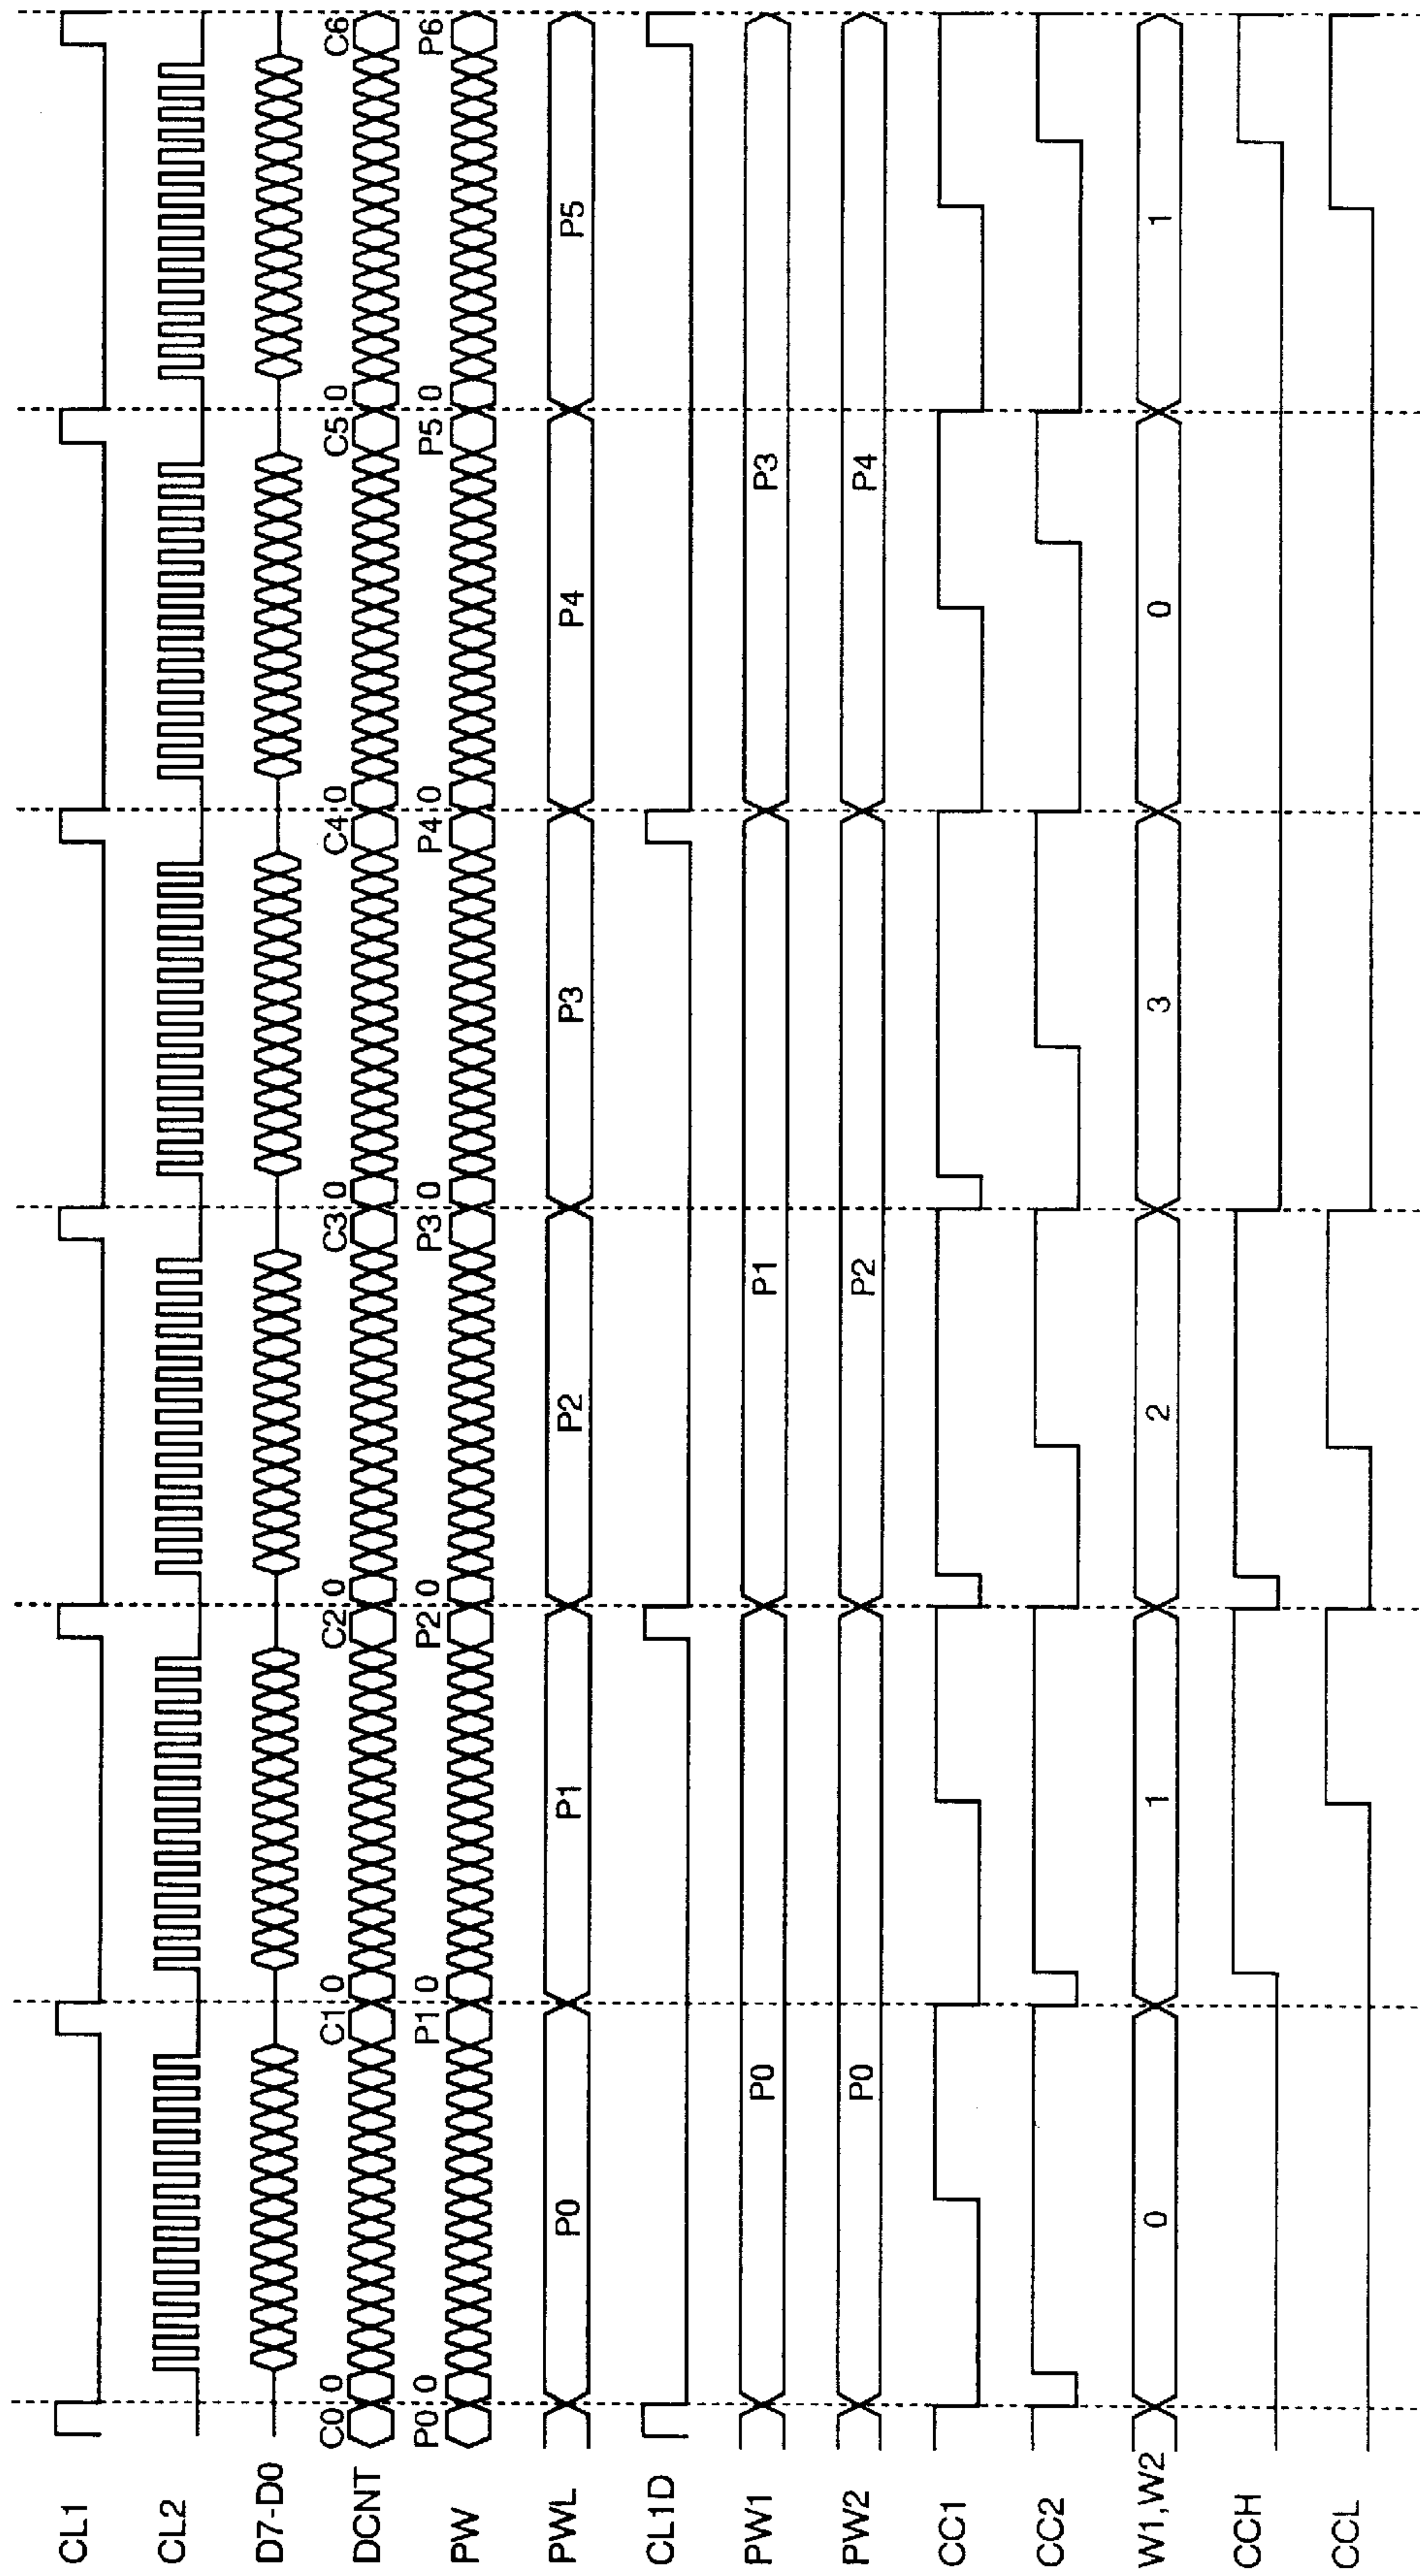 CL1
CL2
D7-D0
DCNT C0 0 C1 0 C2 0 C3 0 C4 0 C5 0 C6
PW P0 0 P1 0 P2 0 P3 0 P4 0 P5 0 P6
PWL P0 P1 P2 P3 P4 P5
CL1D
PW1 P0 P1 P3
PW2 P0 P2 P4
CC1
CC2
W1,W2 0 1 2 3 0 1
CCH
CCL